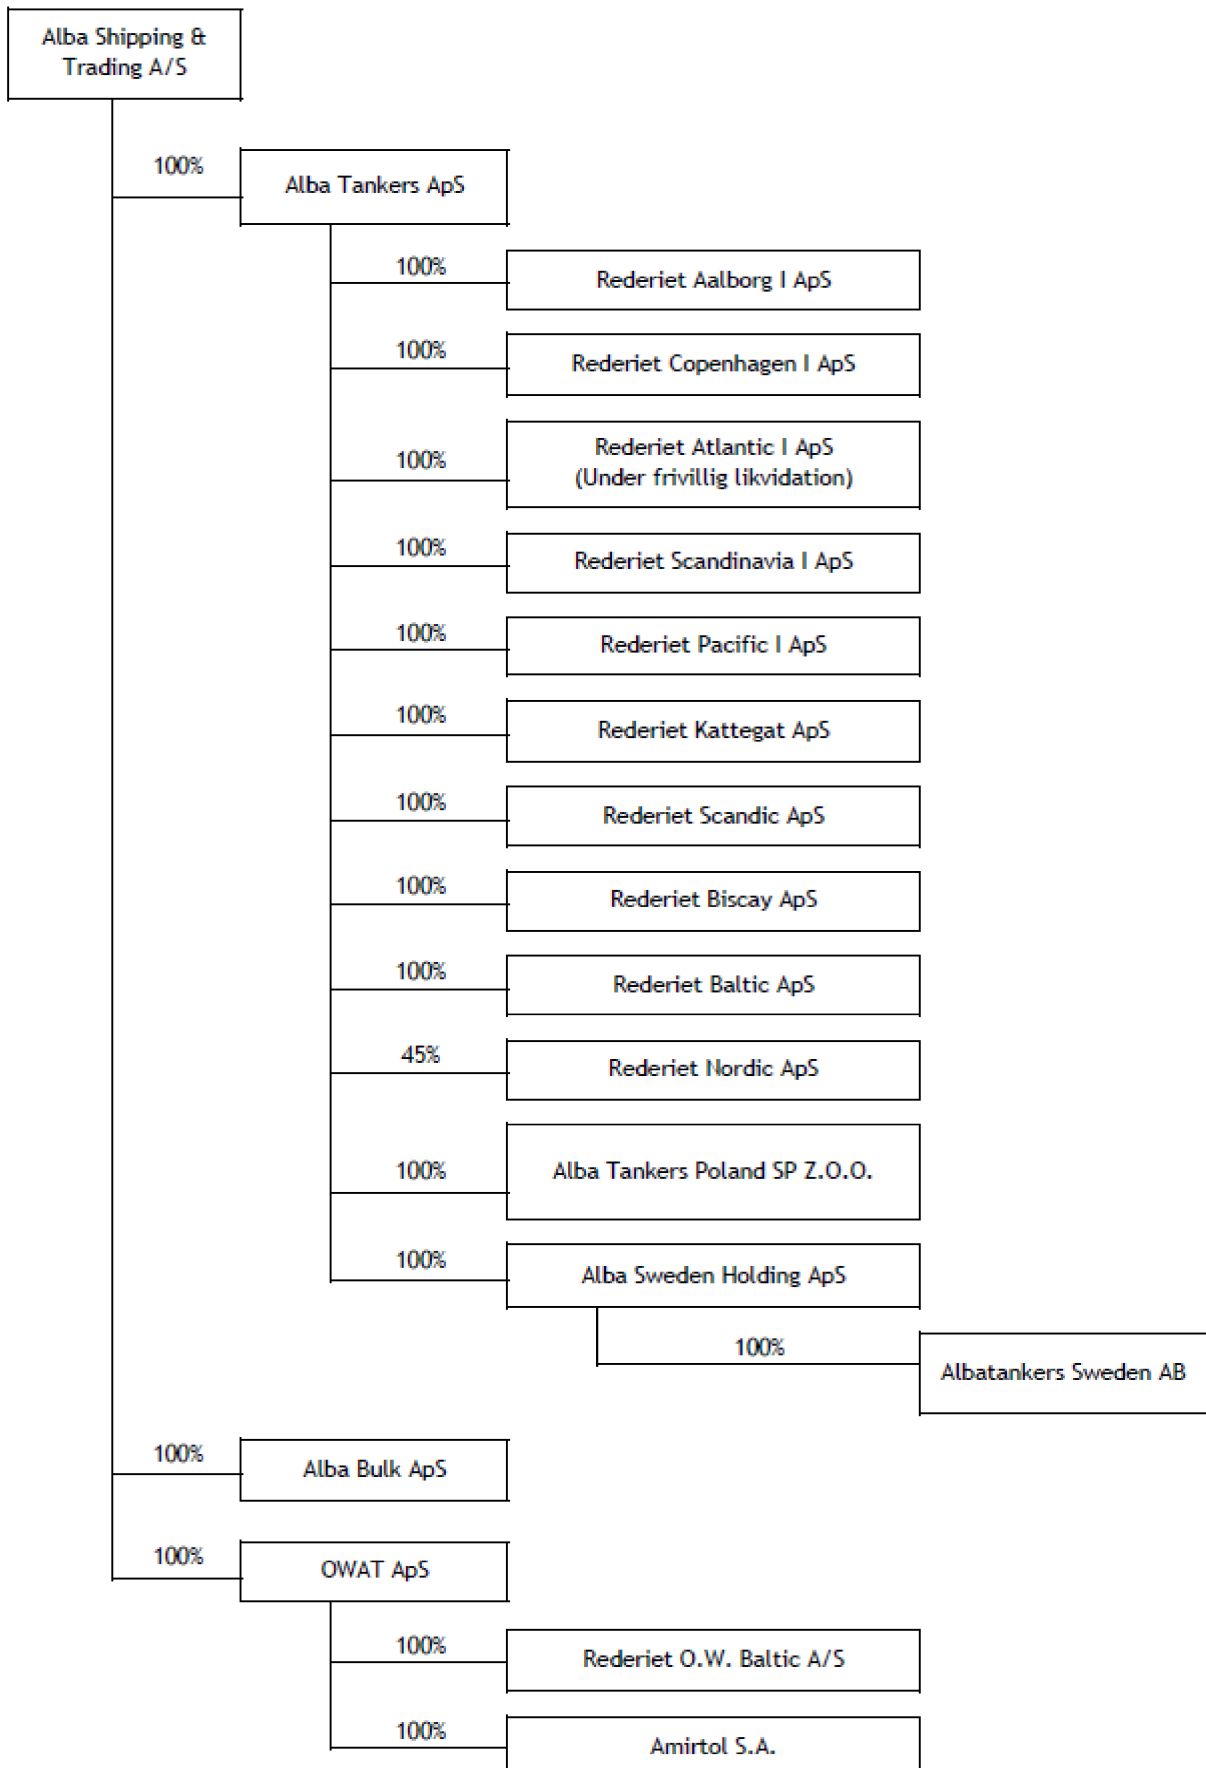 Alba Shipping &
Trading A/S
100%
Alba Tankers ApS
100%
Rederiet Aalborg I ApS
100%
Rederiet Copenhagen I ApS
100%
Rederiet Atlantic I ApS
(Under frivillig likvidation)
100%
Rederiet Scandinavia I ApS
100%
Rederiet Pacific I ApS
100%
Rederiet Kattegat ApS
100%
Rederiet Scandic ApS
100%
Rederiet Biscay ApS
100%
Rederiet Baltic ApS
45%
Rederiet Nordic ApS
100%
Alba Tankers Poland SP Z.O.O.
100%
Alba Sweden Holding ApS
100%
Albatankers Sweden AB
100%
Alba Bulk ApS
100%
OWAT ApS
100%
Rederiet O.W. Baltic A/S
100%
Amirtol S.A.